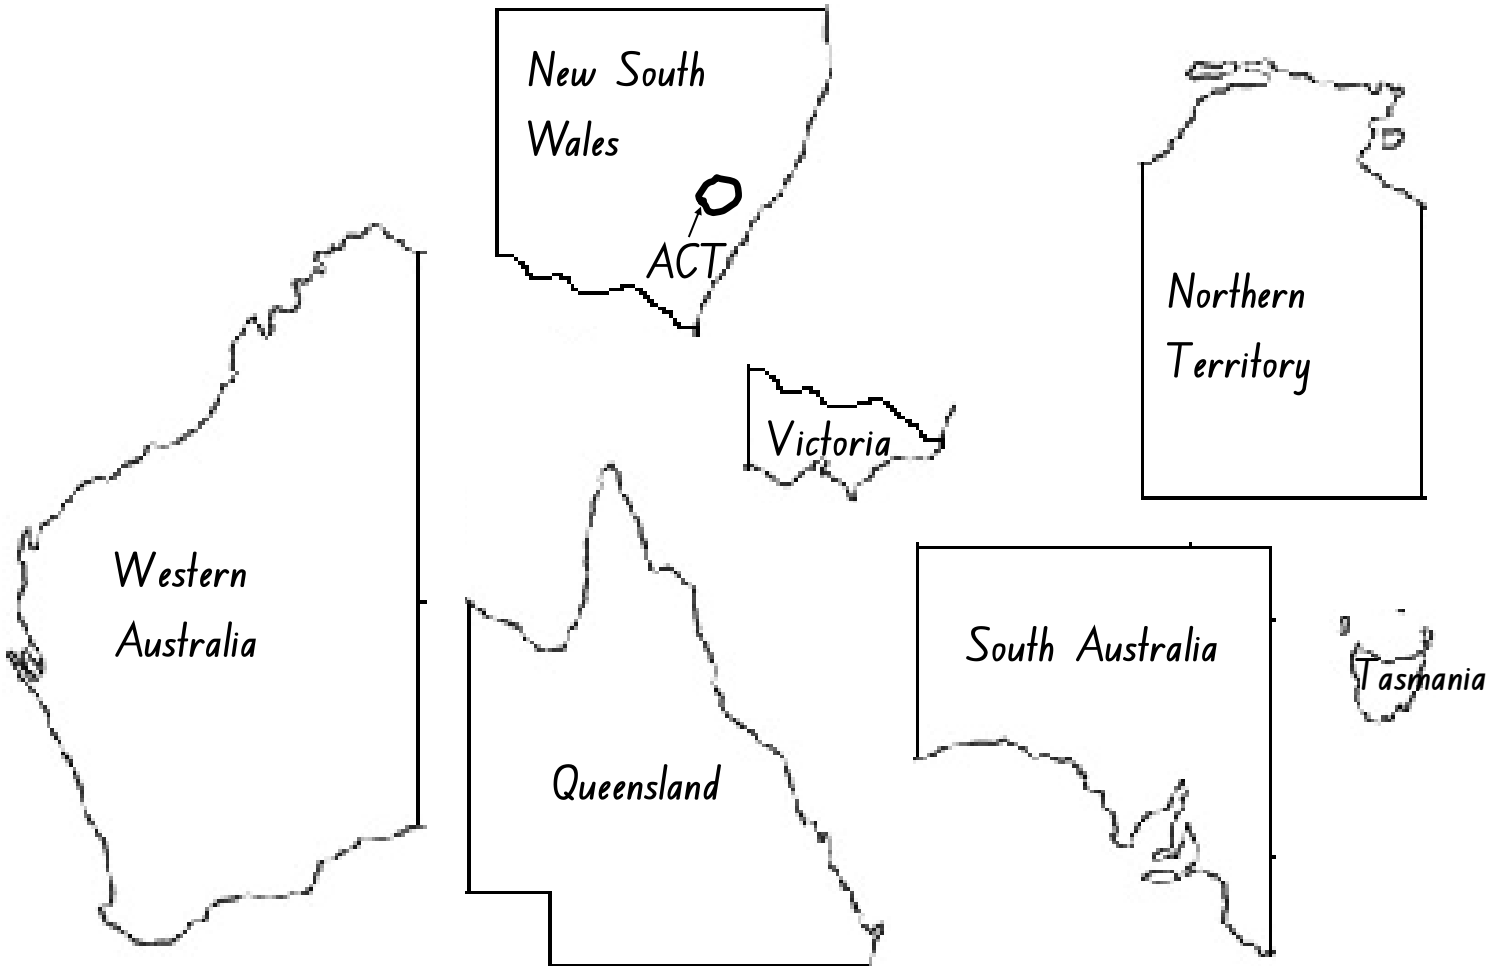 New South
Wales
ACT
Northern
Territory
Victoria
Western
Australia
South Australia
Tasmania
Queensland